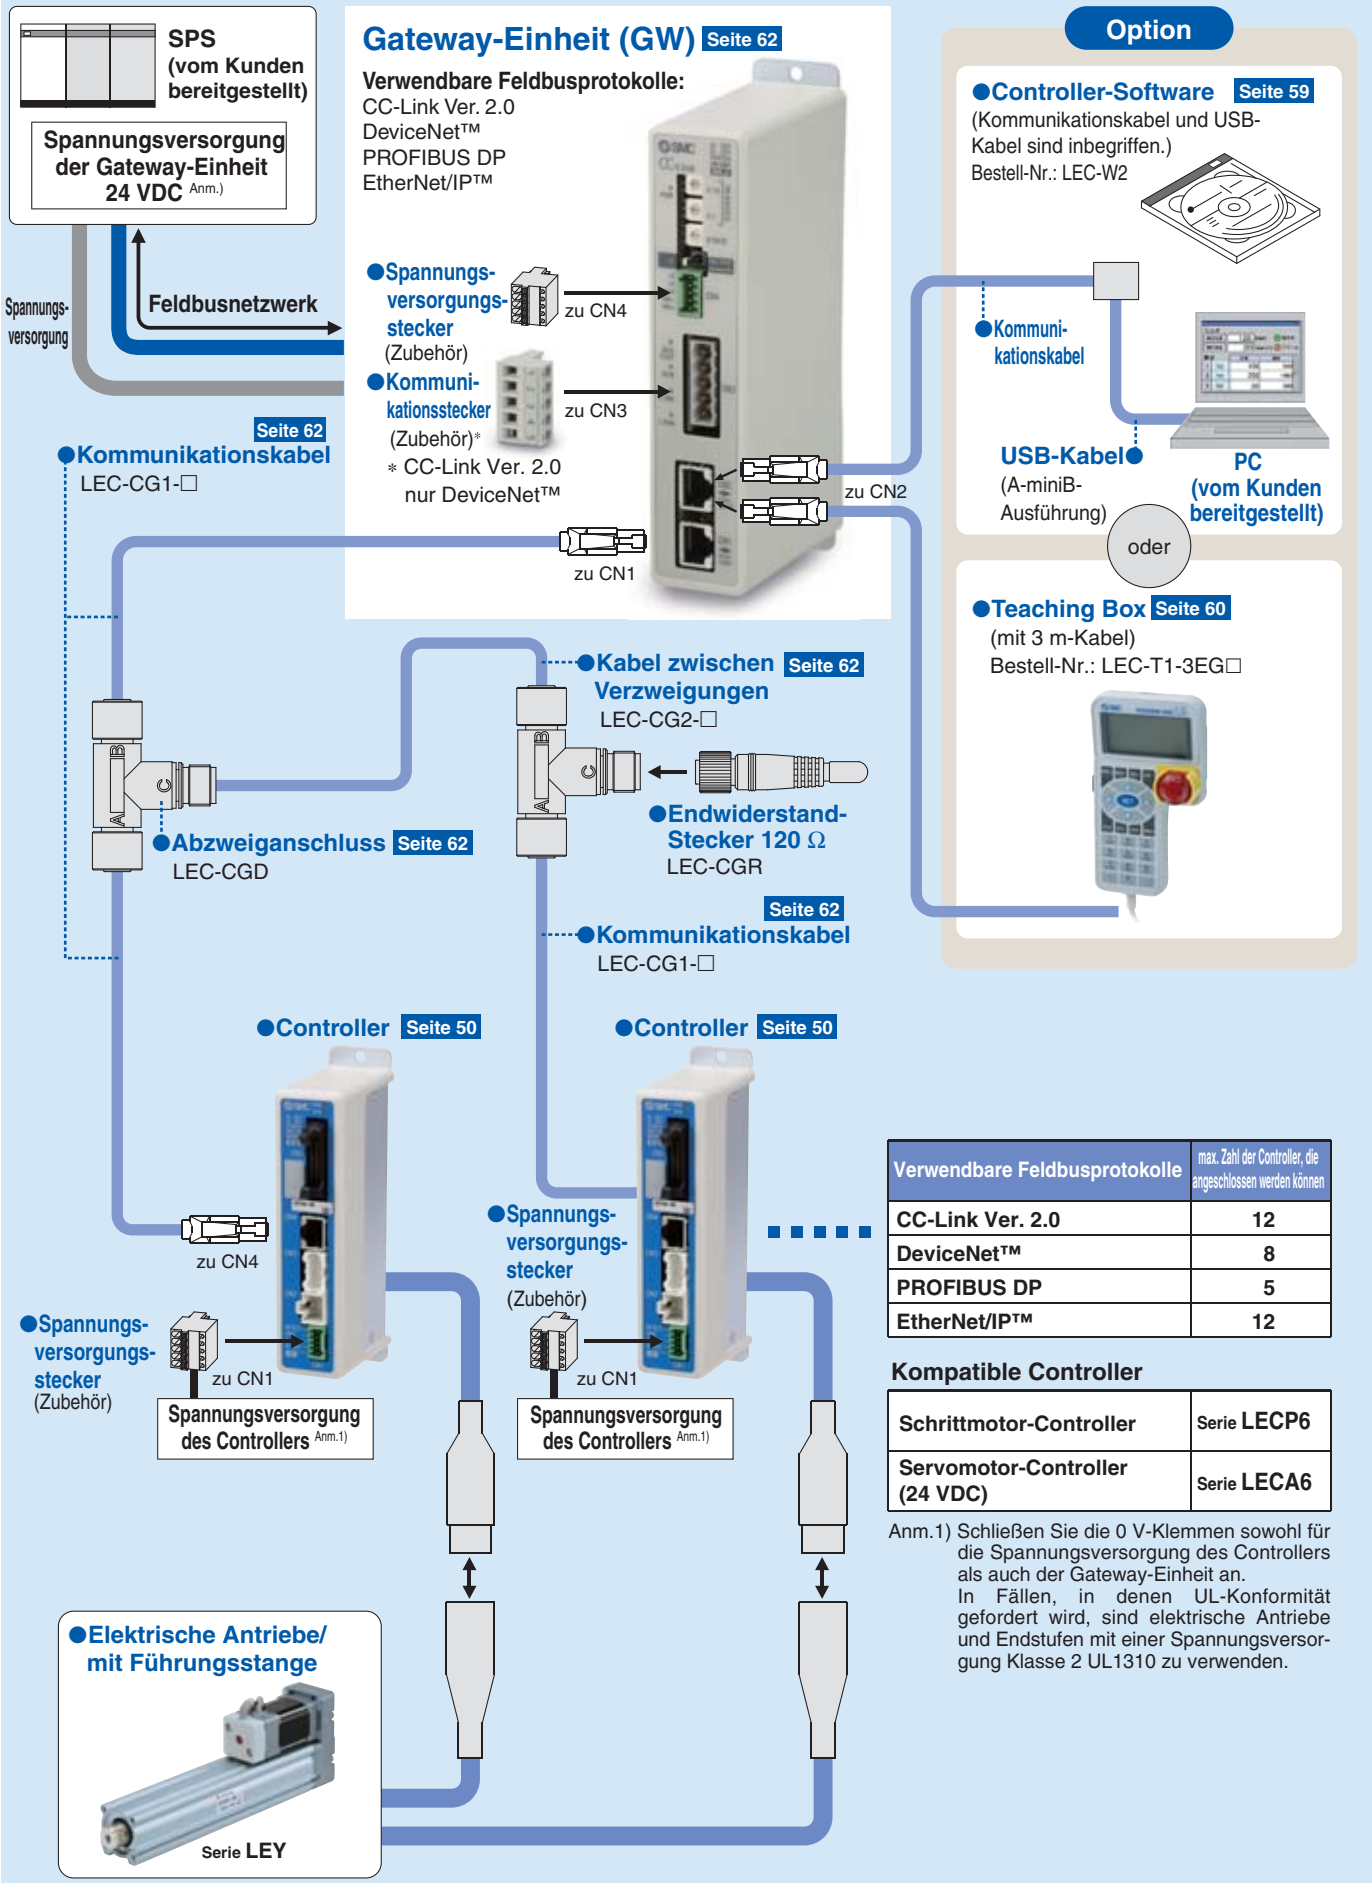 SPS
(vom Kunden
bereitgestellt)
Spannungsversorgung
der Gateway-Einheit
24 VDC Anm.)
Spannungs-
versorgung
Feldbusnetzwerk
Gateway-Einheit (GW) Seite 62
Verwendbare Feldbusprotokolle:
CC-Link Ver. 2.0
DeviceNet™
PROFIBUS DP
EtherNet/IP™
●Spannungs-
versorgungs-
stecker
(Zubehör)
zu CN4
●Kommuni-
kationsstecker
(Zubehör)*
zu CN3
* CC-Link Ver. 2.0
nur DeviceNet™
zu CN2
zu CN1
Option
●Controller-Software Seite 59
(Kommunikationskabel und USB-
Kabel sind inbegriffen.)
Bestell-Nr.: LEC-W2
●Kommuni-
kationskabel
USB-Kabel●
(A-miniB-
Ausführung)
PC
(vom Kunden
bereitgestellt)
oder
●Teaching Box Seite 60
(mit 3 m-Kabel)
Bestell-Nr.: LEC-T1-3EG□
Seite 62
●Kommunikationskabel
LEC-CG1-□
●Kabel zwischen Seite 62
Verzweigungen
LEC-CG2-□
A
B
C
A
B
C
●Abzweiganschluss Seite 62
LEC-CGD
●Endwiderstand-
Stecker 120 Ω
LEC-CGR
Seite 62
●Kommunikationskabel
LEC-CG1-□
●Controller Seite 50
●Controller Seite 50
zu CN4
●Spannungs-
versorgungs-
stecker
(Zubehör)
zu CN1
Spannungsversorgung
des Controllers Anm.1)
●Spannungs-
versorgungs-
stecker
(Zubehör)
zu CN1
Spannungsversorgung
des Controllers Anm.1)
Verwendbare Feldbusprotokolle
max. Zahl der Controller, die
angeschlossen werden können
CC-Link Ver. 2.0 12
DeviceNet™ 8
PROFIBUS DP 5
EtherNet/IP™ 12
Kompatible Controller
Schrittmotor-Controller Serie LECP6
Servomotor-Controller
(24 VDC)
Serie LECA6
Anm.1) Schließen Sie die 0 V-Klemmen sowohl für
die Spannungsversorgung des Controllers
als auch der Gateway-Einheit an.
In Fällen, in denen UL-Konformität
gefordert wird, sind elektrische Antriebe
und Endstufen mit einer Spannungsversor-
gung Klasse 2 UL1310 zu verwenden.
●Elektrische Antriebe/
mit Führungsstange
Serie LEY